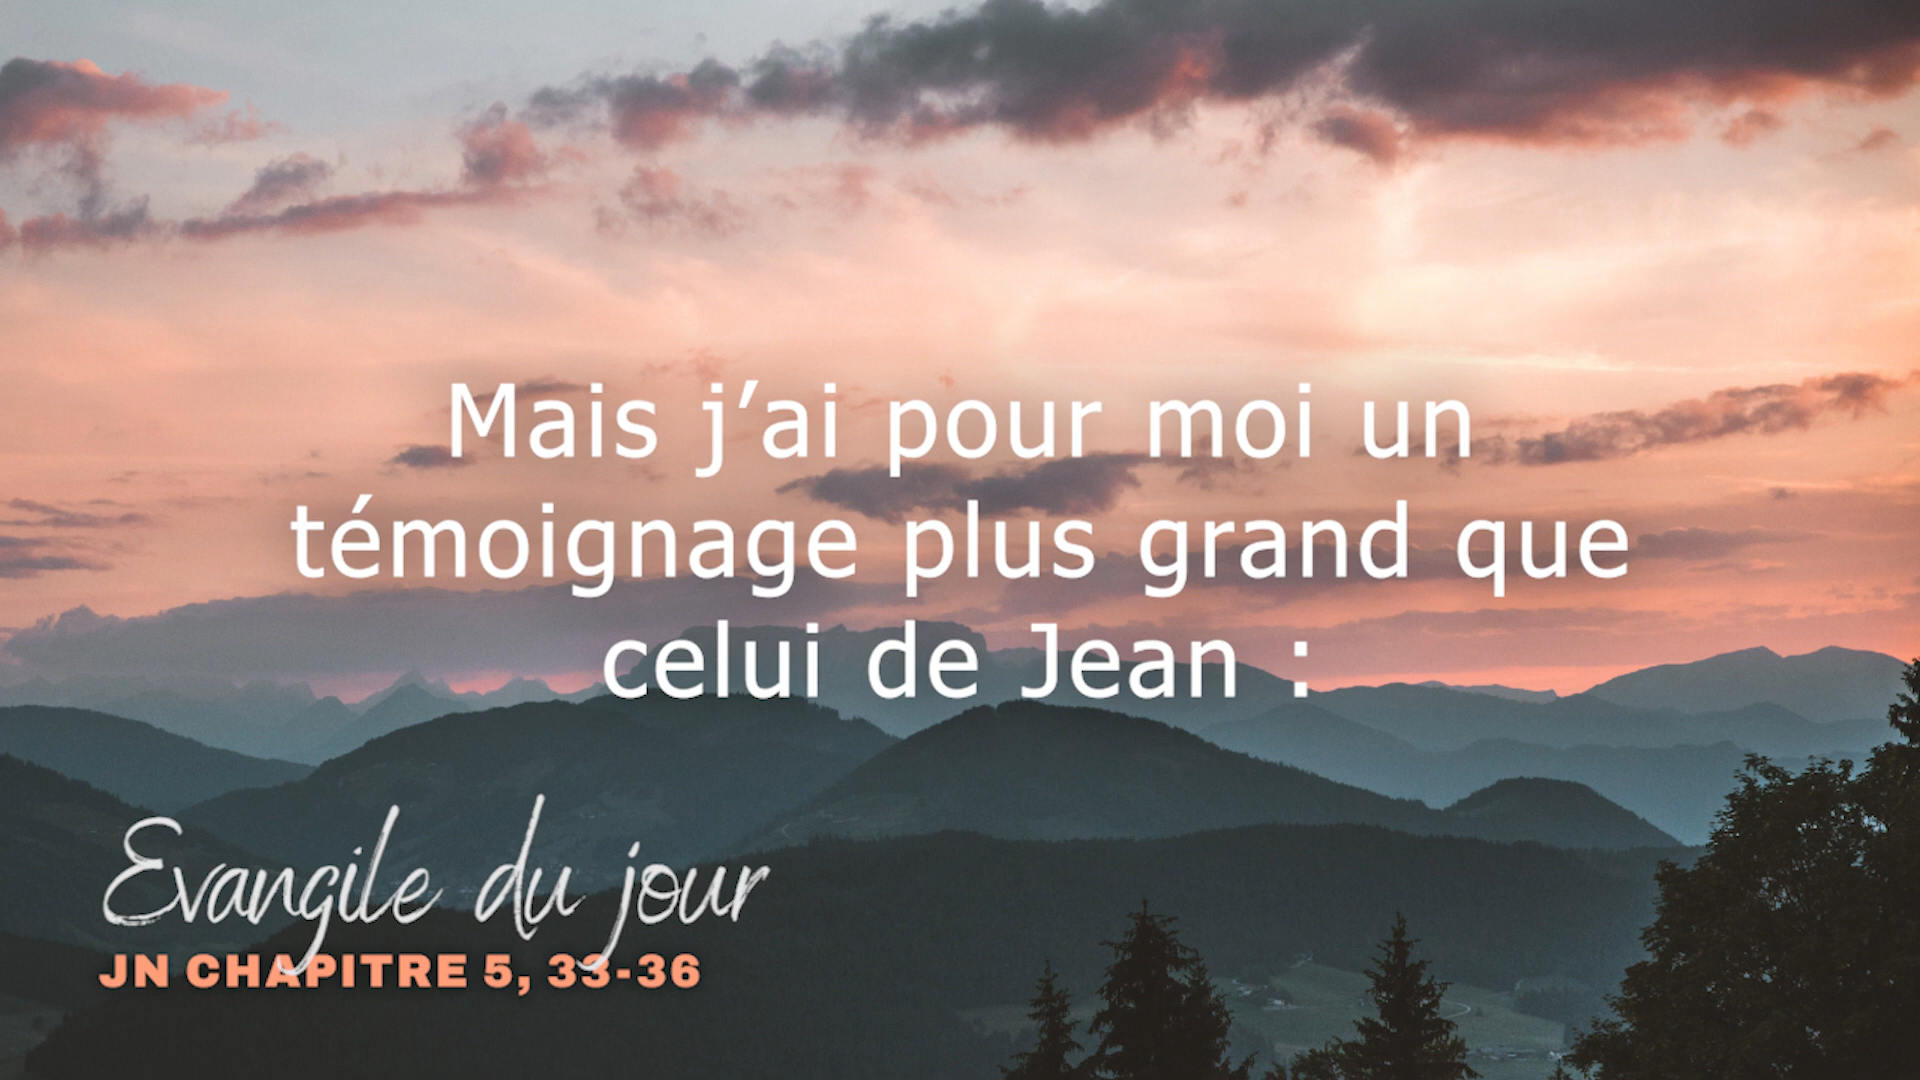 Mais j’ai pour moi un
témoignage plus grand que
celui de Jean :
Evangile du jour
JN CHAPITRE 5, 33-36